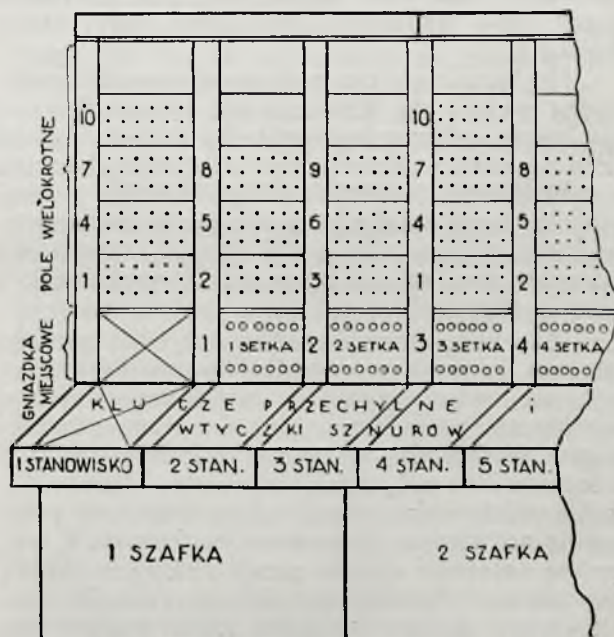 10 10
7 8 9 7 8
4 5 6 4 5
1 2 3 1 2
POLE WIELOKROTNE
GNIAZDKA
MIEJSCOWE
1 1 SETKA 2 2 SETKA 3 3 SETKA 4 4 SETKA
KLUCZE PRZECHYLNE i
WTYCZKI SZNURÓW
1 STANOWISKO 2 STAN. 3 STAN. 4 STAN. 5 STAN.
1 SZAFKA 2 SZAFKA